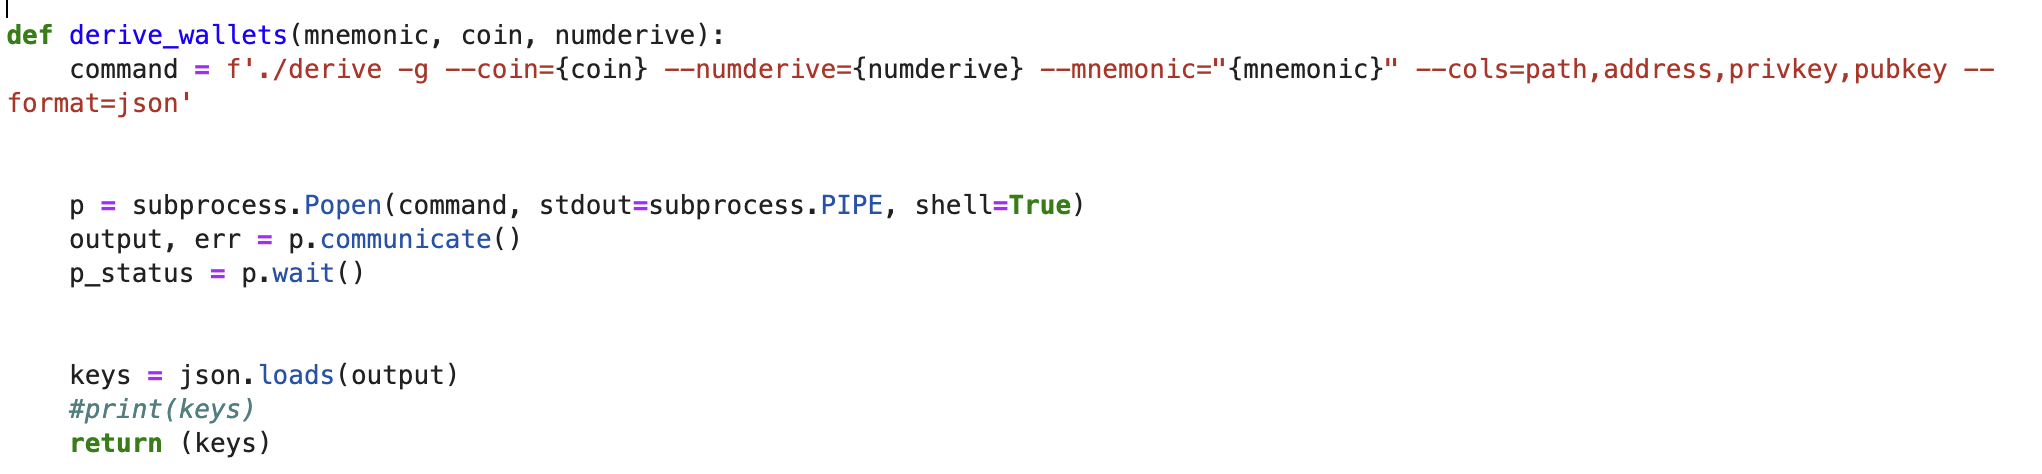 def derive_wallets(mnemonic, coin, numderive):
    command = f'./derive -g --coin={coin} --numderive={numderive} --mnemonic="{mnemonic}" --cols=path,address,privkey,pubkey --
format=json'
    p = subprocess.Popen(command, stdout=subprocess.PIPE, shell=True)
    output, err = p.communicate()
    p_status = p.wait()
    keys = json.loads(output)
    #print(keys)
    return (keys)